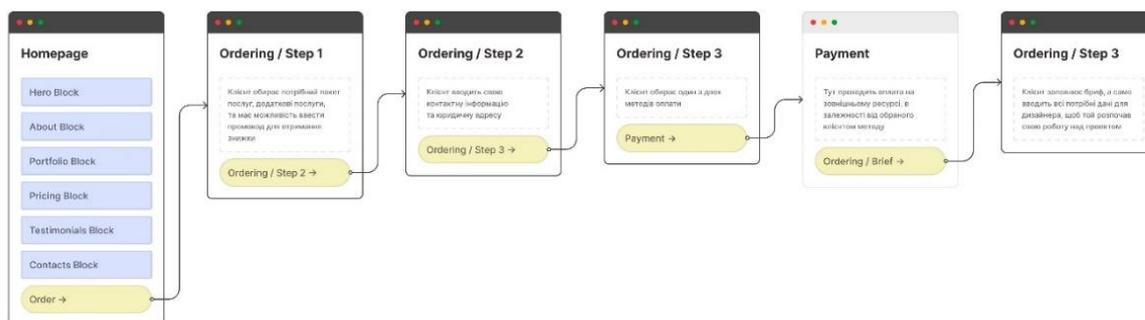 Homepage
Hero Block
About Block
Portfolio Block
Pricing Block
Testimonials Block
Contacts Block
Order →
Ordering / Step 1
Клієнт обирає потрібний пакет
послуг, додаткові послуги,
та має можливість ввести
промокод для отримання
знижки
Ordering / Step 2 →
Ordering / Step 2
Клієнт вводить свою
контактну інформацію
та юридичну адресу
Ordering / Step 3 →
Ordering / Step 3
Клієнт обирає один з двох
методів оплати
Payment →
Payment
Тут проходить оплата на
зовнішньому ресурсі, в
залежності від обраного
клієнтом методу
Ordering / Brief →
Ordering / Step 3
Клієнт заповнює бриф, а само
вводить всі потрібні дані для
дизайнера, щоб той розпочав
свою роботу над проектом